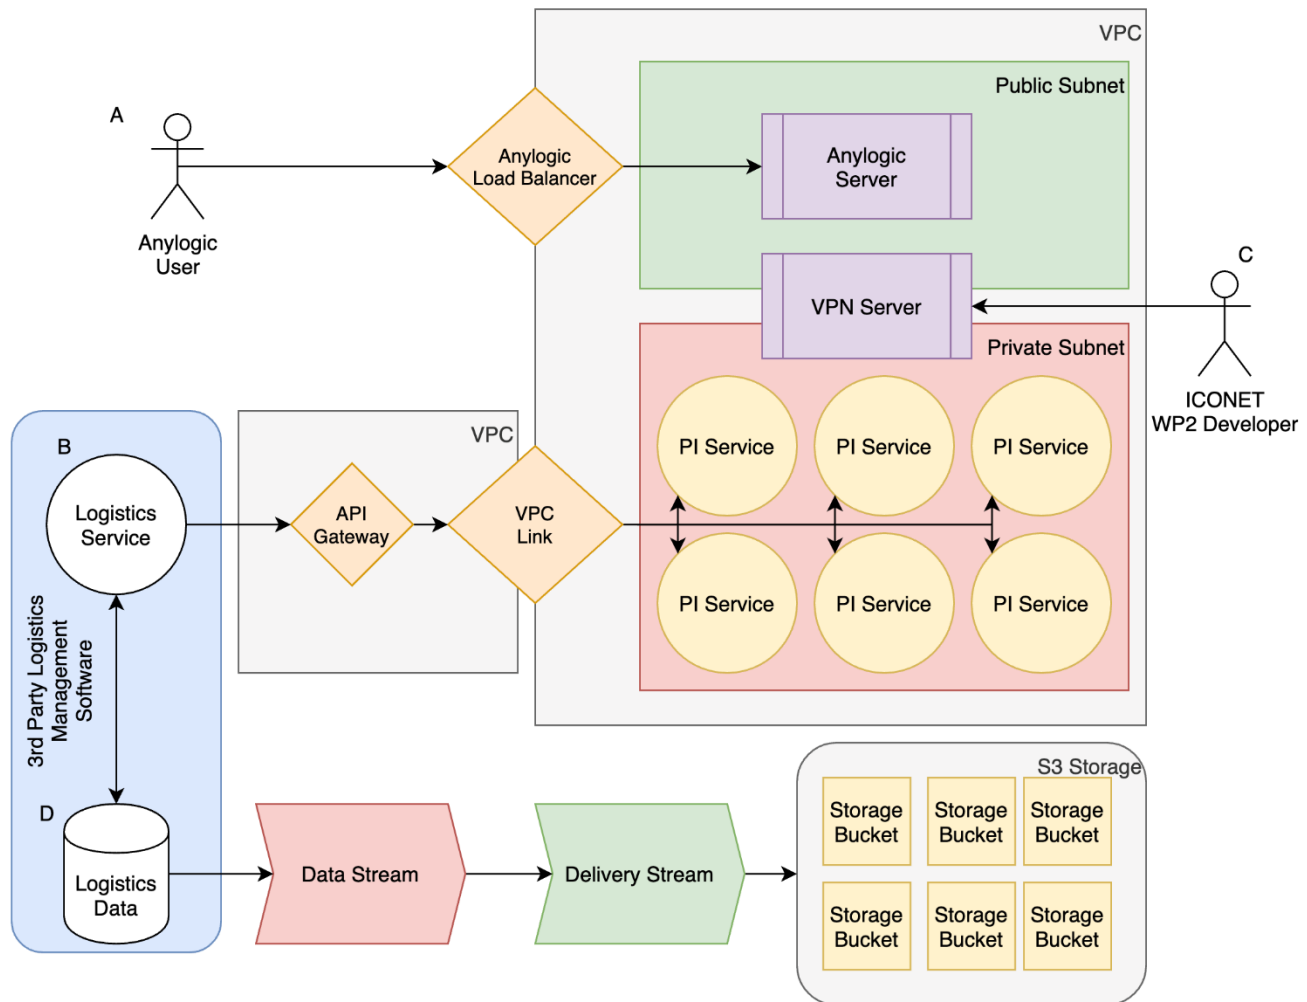 VPC
Public Subnet
A
Anylogic
Load Balancer
Anylogic
Server
Anylogic
User
C
VPN Server
Private Subnet
ICONET
WP2 Developer
B
VPC
PI Service
PI Service
PI Service
Logistics
Service
API
Gateway
VPC
Link
PI Service
PI Service
PI Service
3rd Party Logistics
Management
Software
S3 Storage
D
Logistics
Data
Data Stream
Delivery Stream
Storage
Bucket
Storage
Bucket
Storage
Bucket
Storage
Bucket
Storage
Bucket
Storage
Bucket